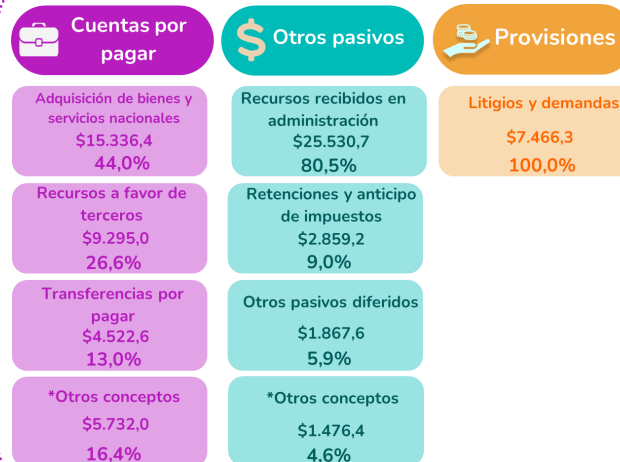 Cuentas por
pagar
Adquisición de bienes y
servicios nacionales
$15.336,4
44,0%
Recursos a favor de
terceros
$9.295,0
26,6%
Transferencias por
pagar
$4.522,6
13,0%
*Otros conceptos
$5.732,0
16,4%
Otros pasivos
Recursos recibidos en
administración
$25.530,7
80,5%
Retenciones y anticipo
de impuestos
$2.859,2
9,0%
Otros pasivos diferidos
$1.867,6
5,9%
*Otros conceptos
$1.476,4
4,6%
Provisiones
Litigios y demandas
$7.466,3
100,0%